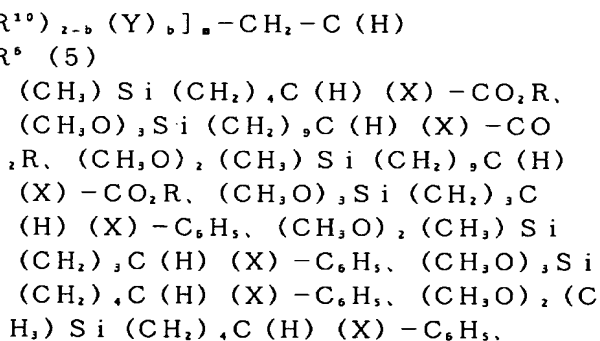 R¹⁰)₂₋b (Y) b]m−CH₂−C (H)
R⁶ (5)
(CH₃) Si (CH₂)₄C (H) (X) −CO₂R、
(CH₃O)₃Si (CH₂)₉C (H) (X) −CO
₂R、(CH₃O)₂ (CH₃) Si (CH₂)₉C (H)
(X) −CO₂R、(CH₃O)₃Si (CH₂)₃C
(H) (X) −C₆H₅、(CH₃O)₂ (CH₃) Si
(CH₂)₃C (H) (X) −C₆H₅、(CH₃O)₃Si
(CH₂)₄C (H) (X) −C₆H₅、(CH₃O)₂ (C
H₃) Si (CH₂)₄C (H) (X) −C₆H₅、